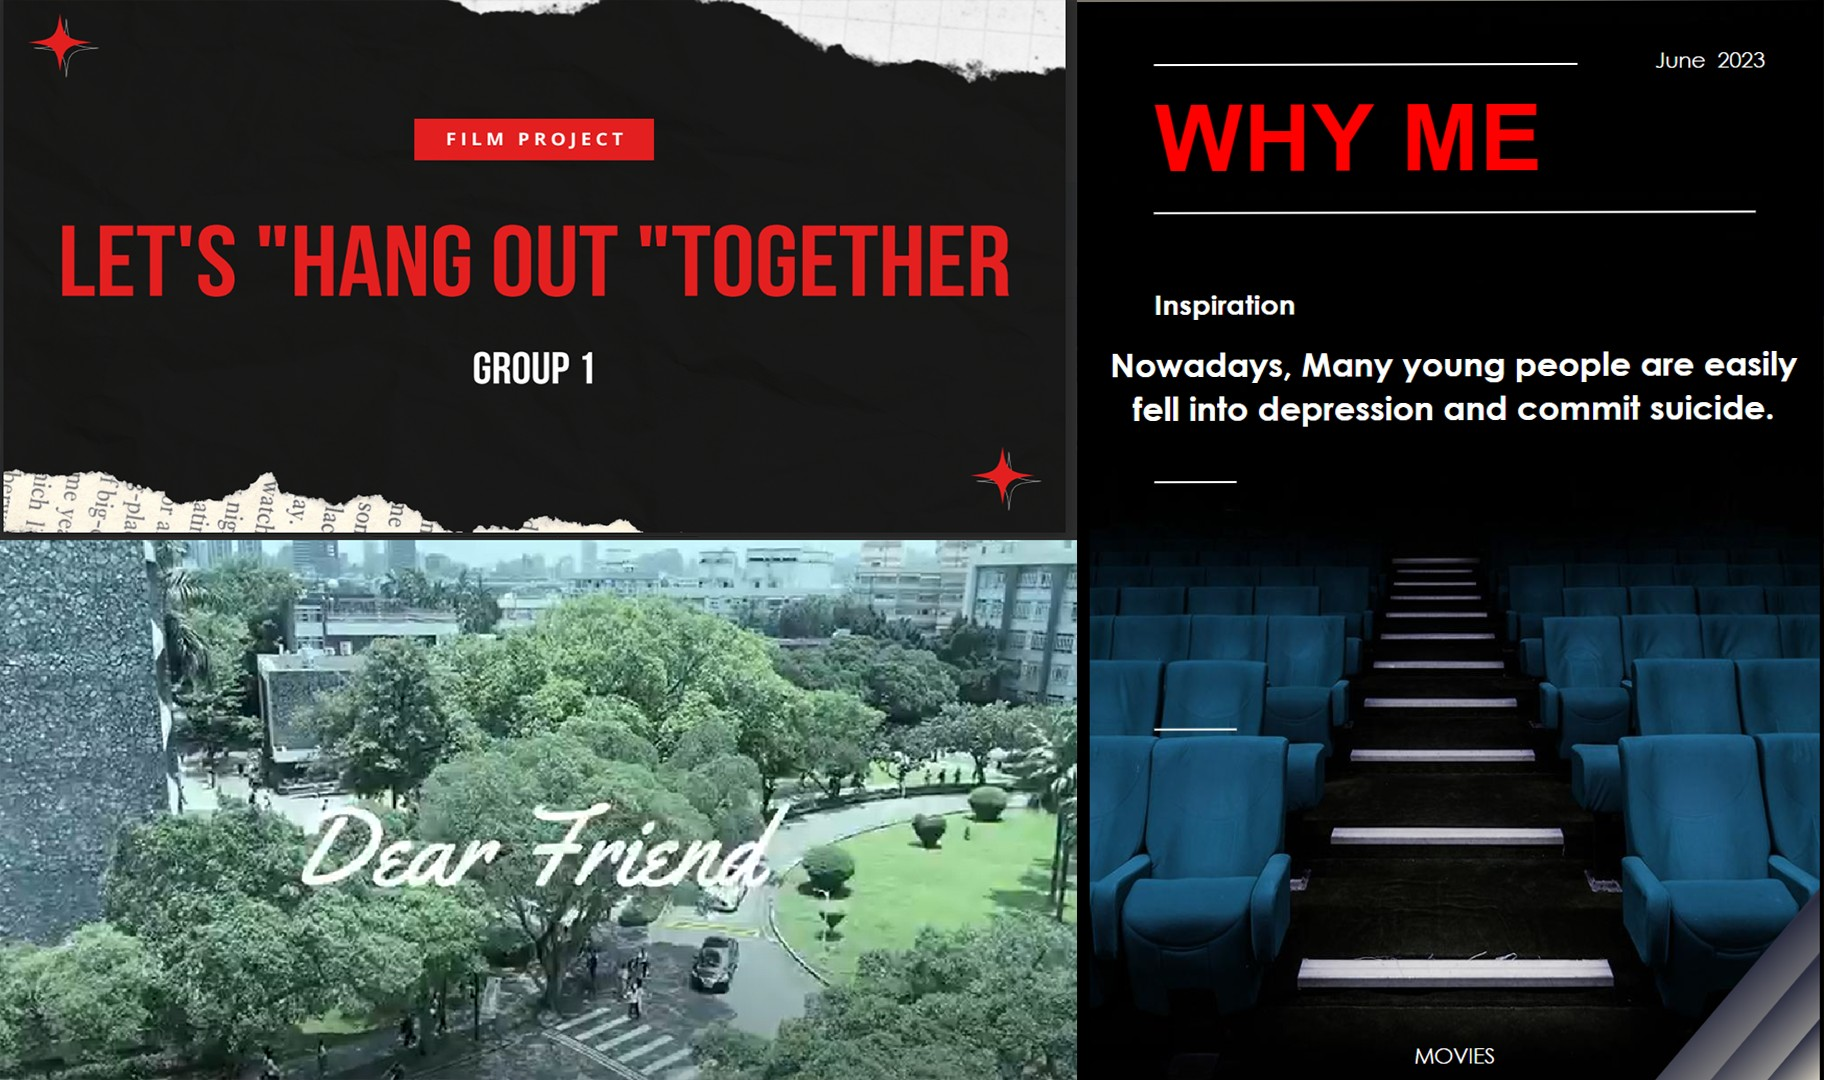 FILM PROJECT
LET'S "HANG OUT "TOGETHER
GROUP 1
Dear Friend
June 2023
WHY ME
Inspiration
Nowadays, Many young people are easily
fell into depression and commit suicide.
MOVIES